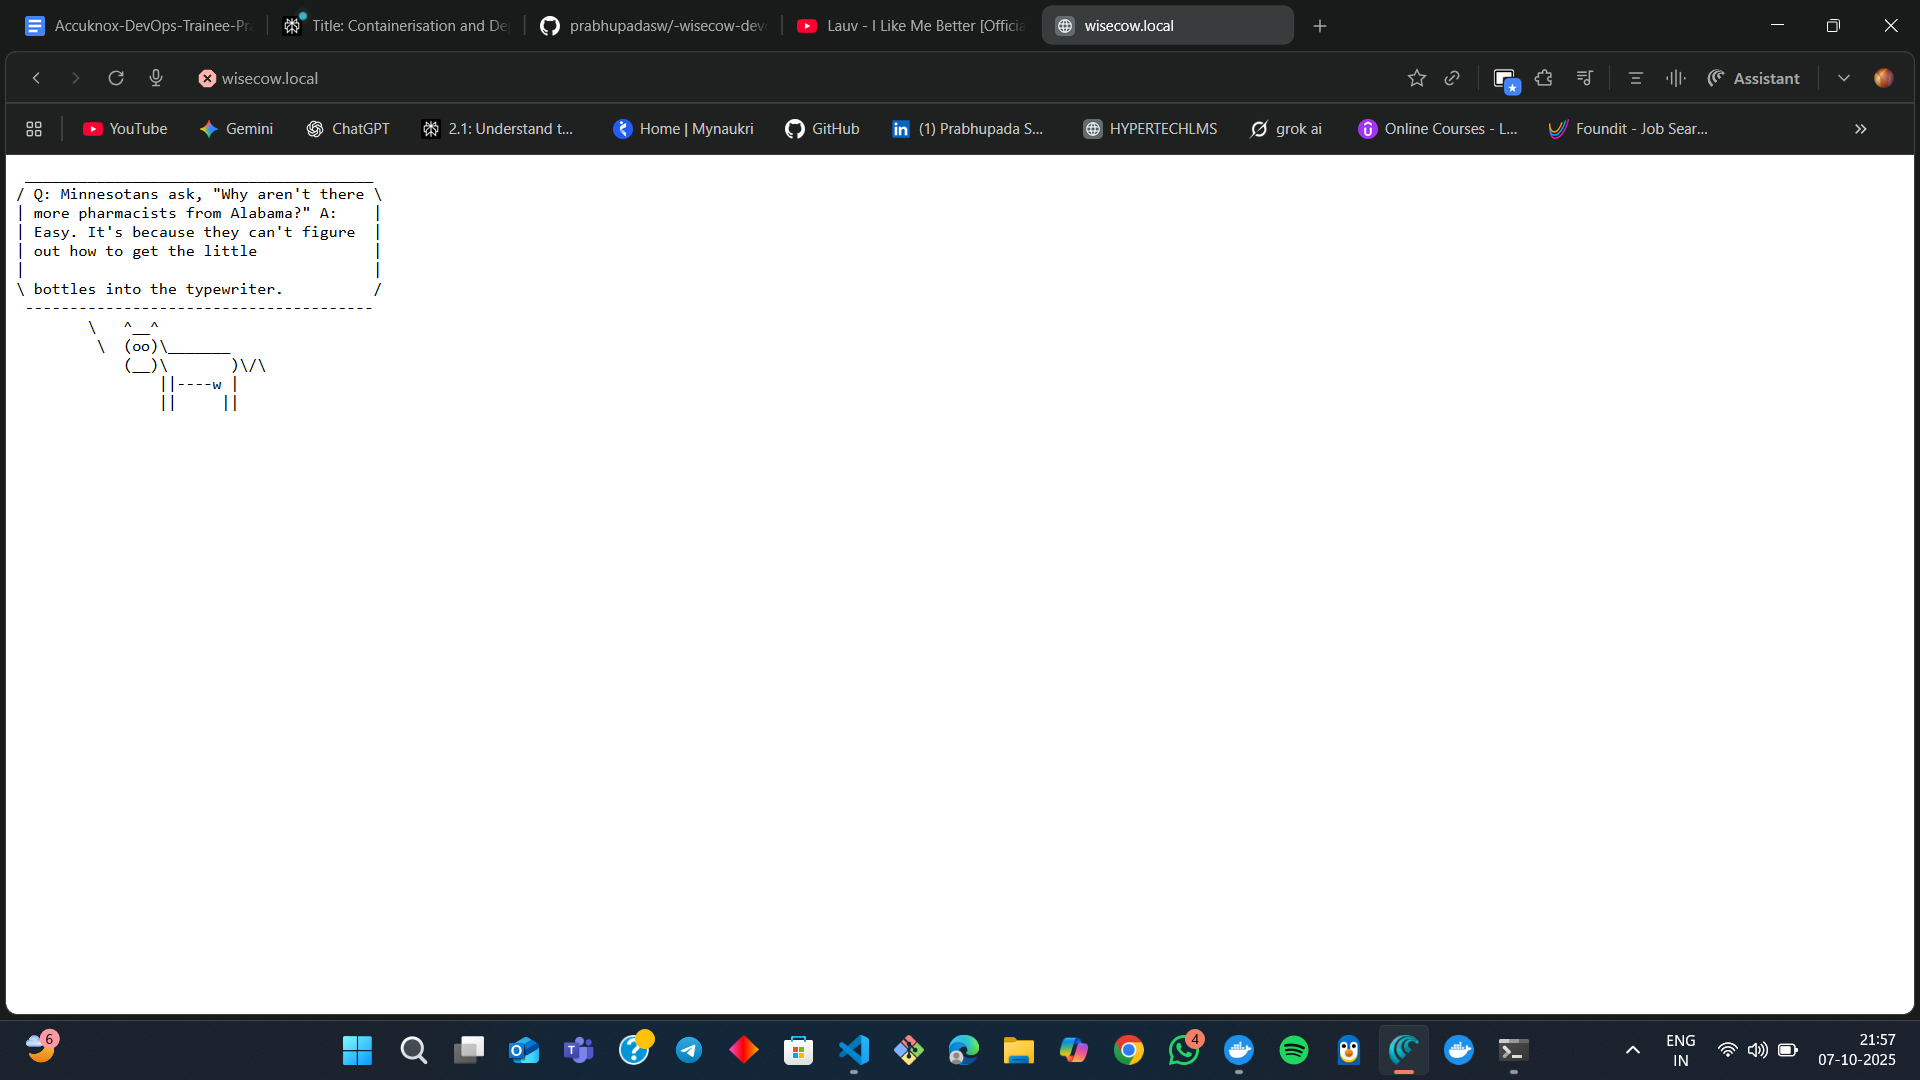 Accuknox-DevOps-Trainee-Pr
Title: Containerisation and De
prabhupadasw/-wisecow-dev
Lauv - I Like Me Better [Officia
wisecow.local
wisecow.local
Assistant
YouTube
Gemini
ChatGPT
2.1: Understand t...
Home | Mynaukri
GitHub
(1) Prabhupada S...
HYPERTECHLMS
grok ai
Online Courses - L...
Foundit - Job Sear...
 _______________________________________
/ Q: Minnesotans ask, "Why aren't there \
| more pharmacists from Alabama?" A:    |
| Easy. It's because they can't figure  |
| out how to get the little             |
|                                       |
\ bottles into the typewriter.          /
 ---------------------------------------
        \   ^__^
         \  (oo)\_______
            (__)\       )\/\
                ||----w |
                ||     ||
6
4
ENG
IN
21:57
07-10-2025